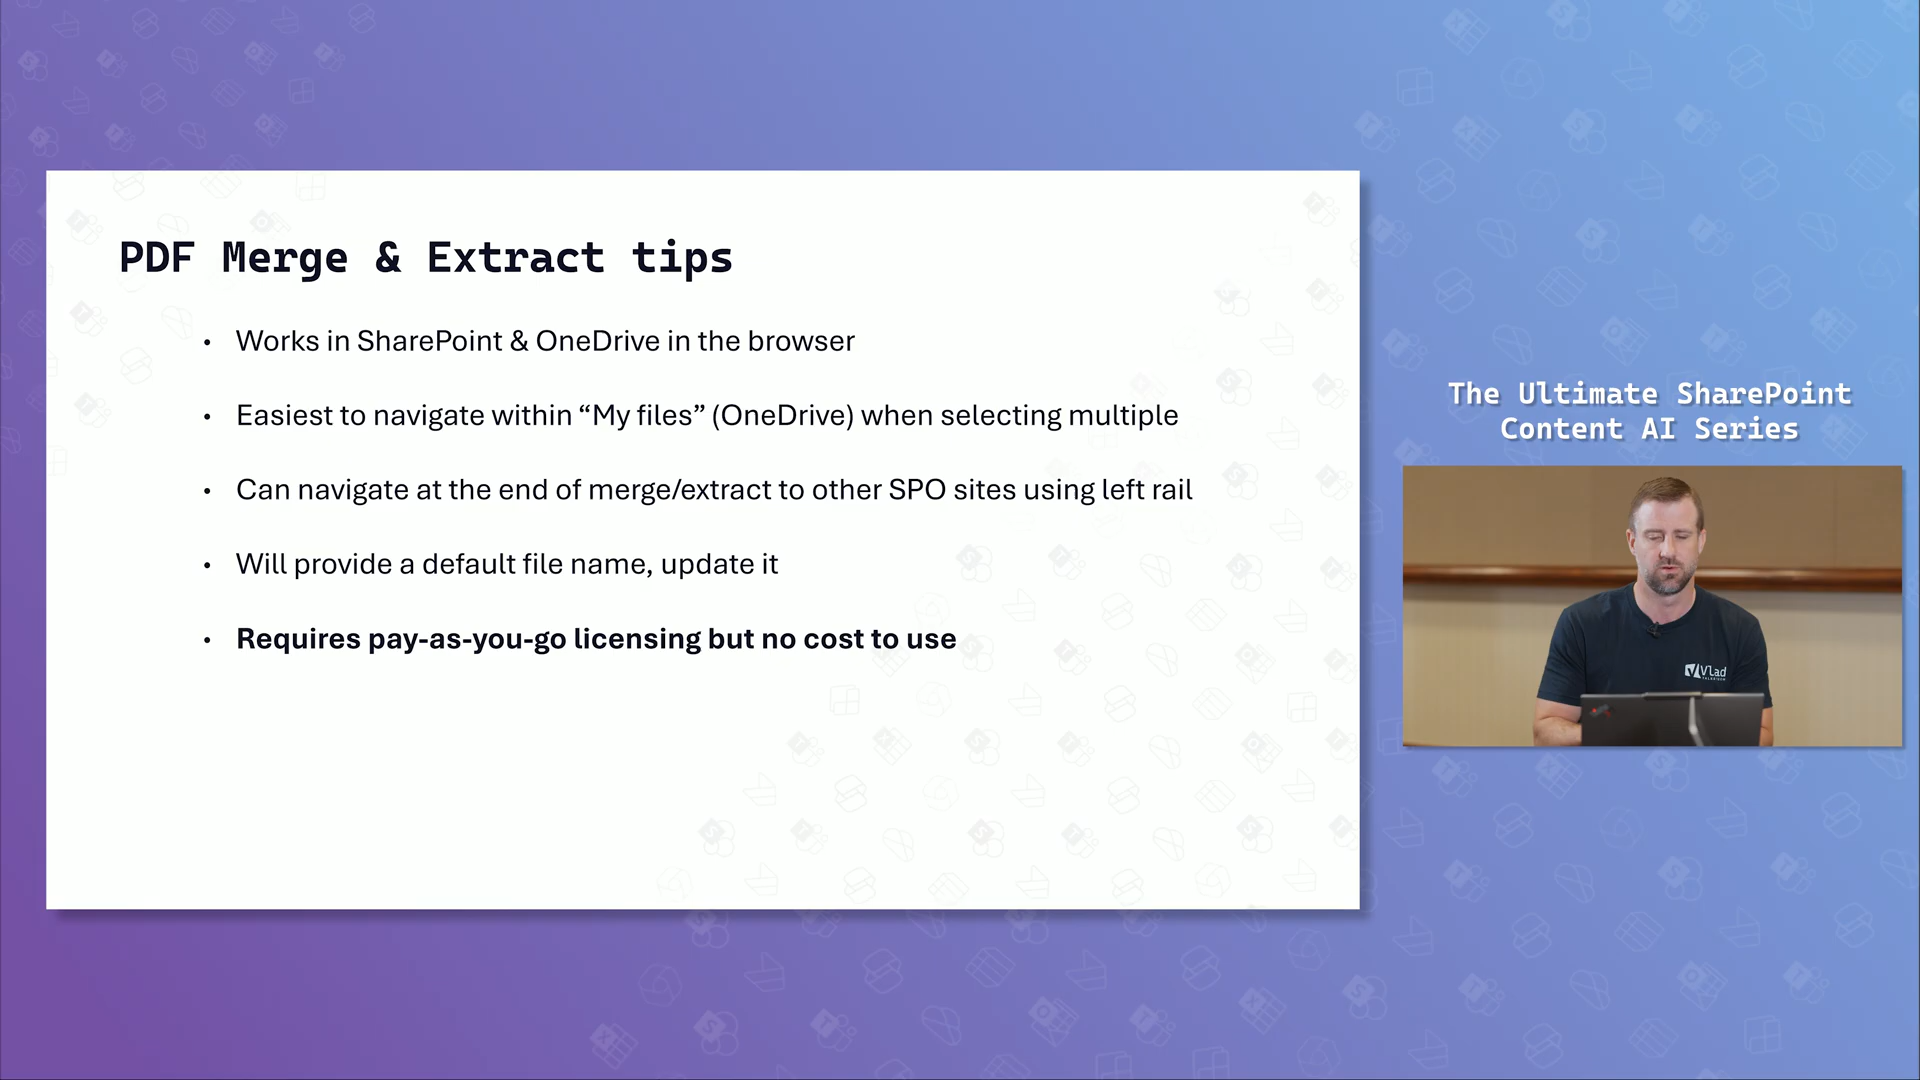 PDF Merge & Extract tips
• Works in SharePoint & OneDrive in the browser
• Easiest to navigate within “My files” (OneDrive) when selecting multiple
• Can navigate at the end of merge/extract to other SPO sites using left rail
• Will provide a default file name, update it
• Requires pay-as-you-go licensing but no cost to use
The Ultimate SharePoint
Content AI Series
Vlad